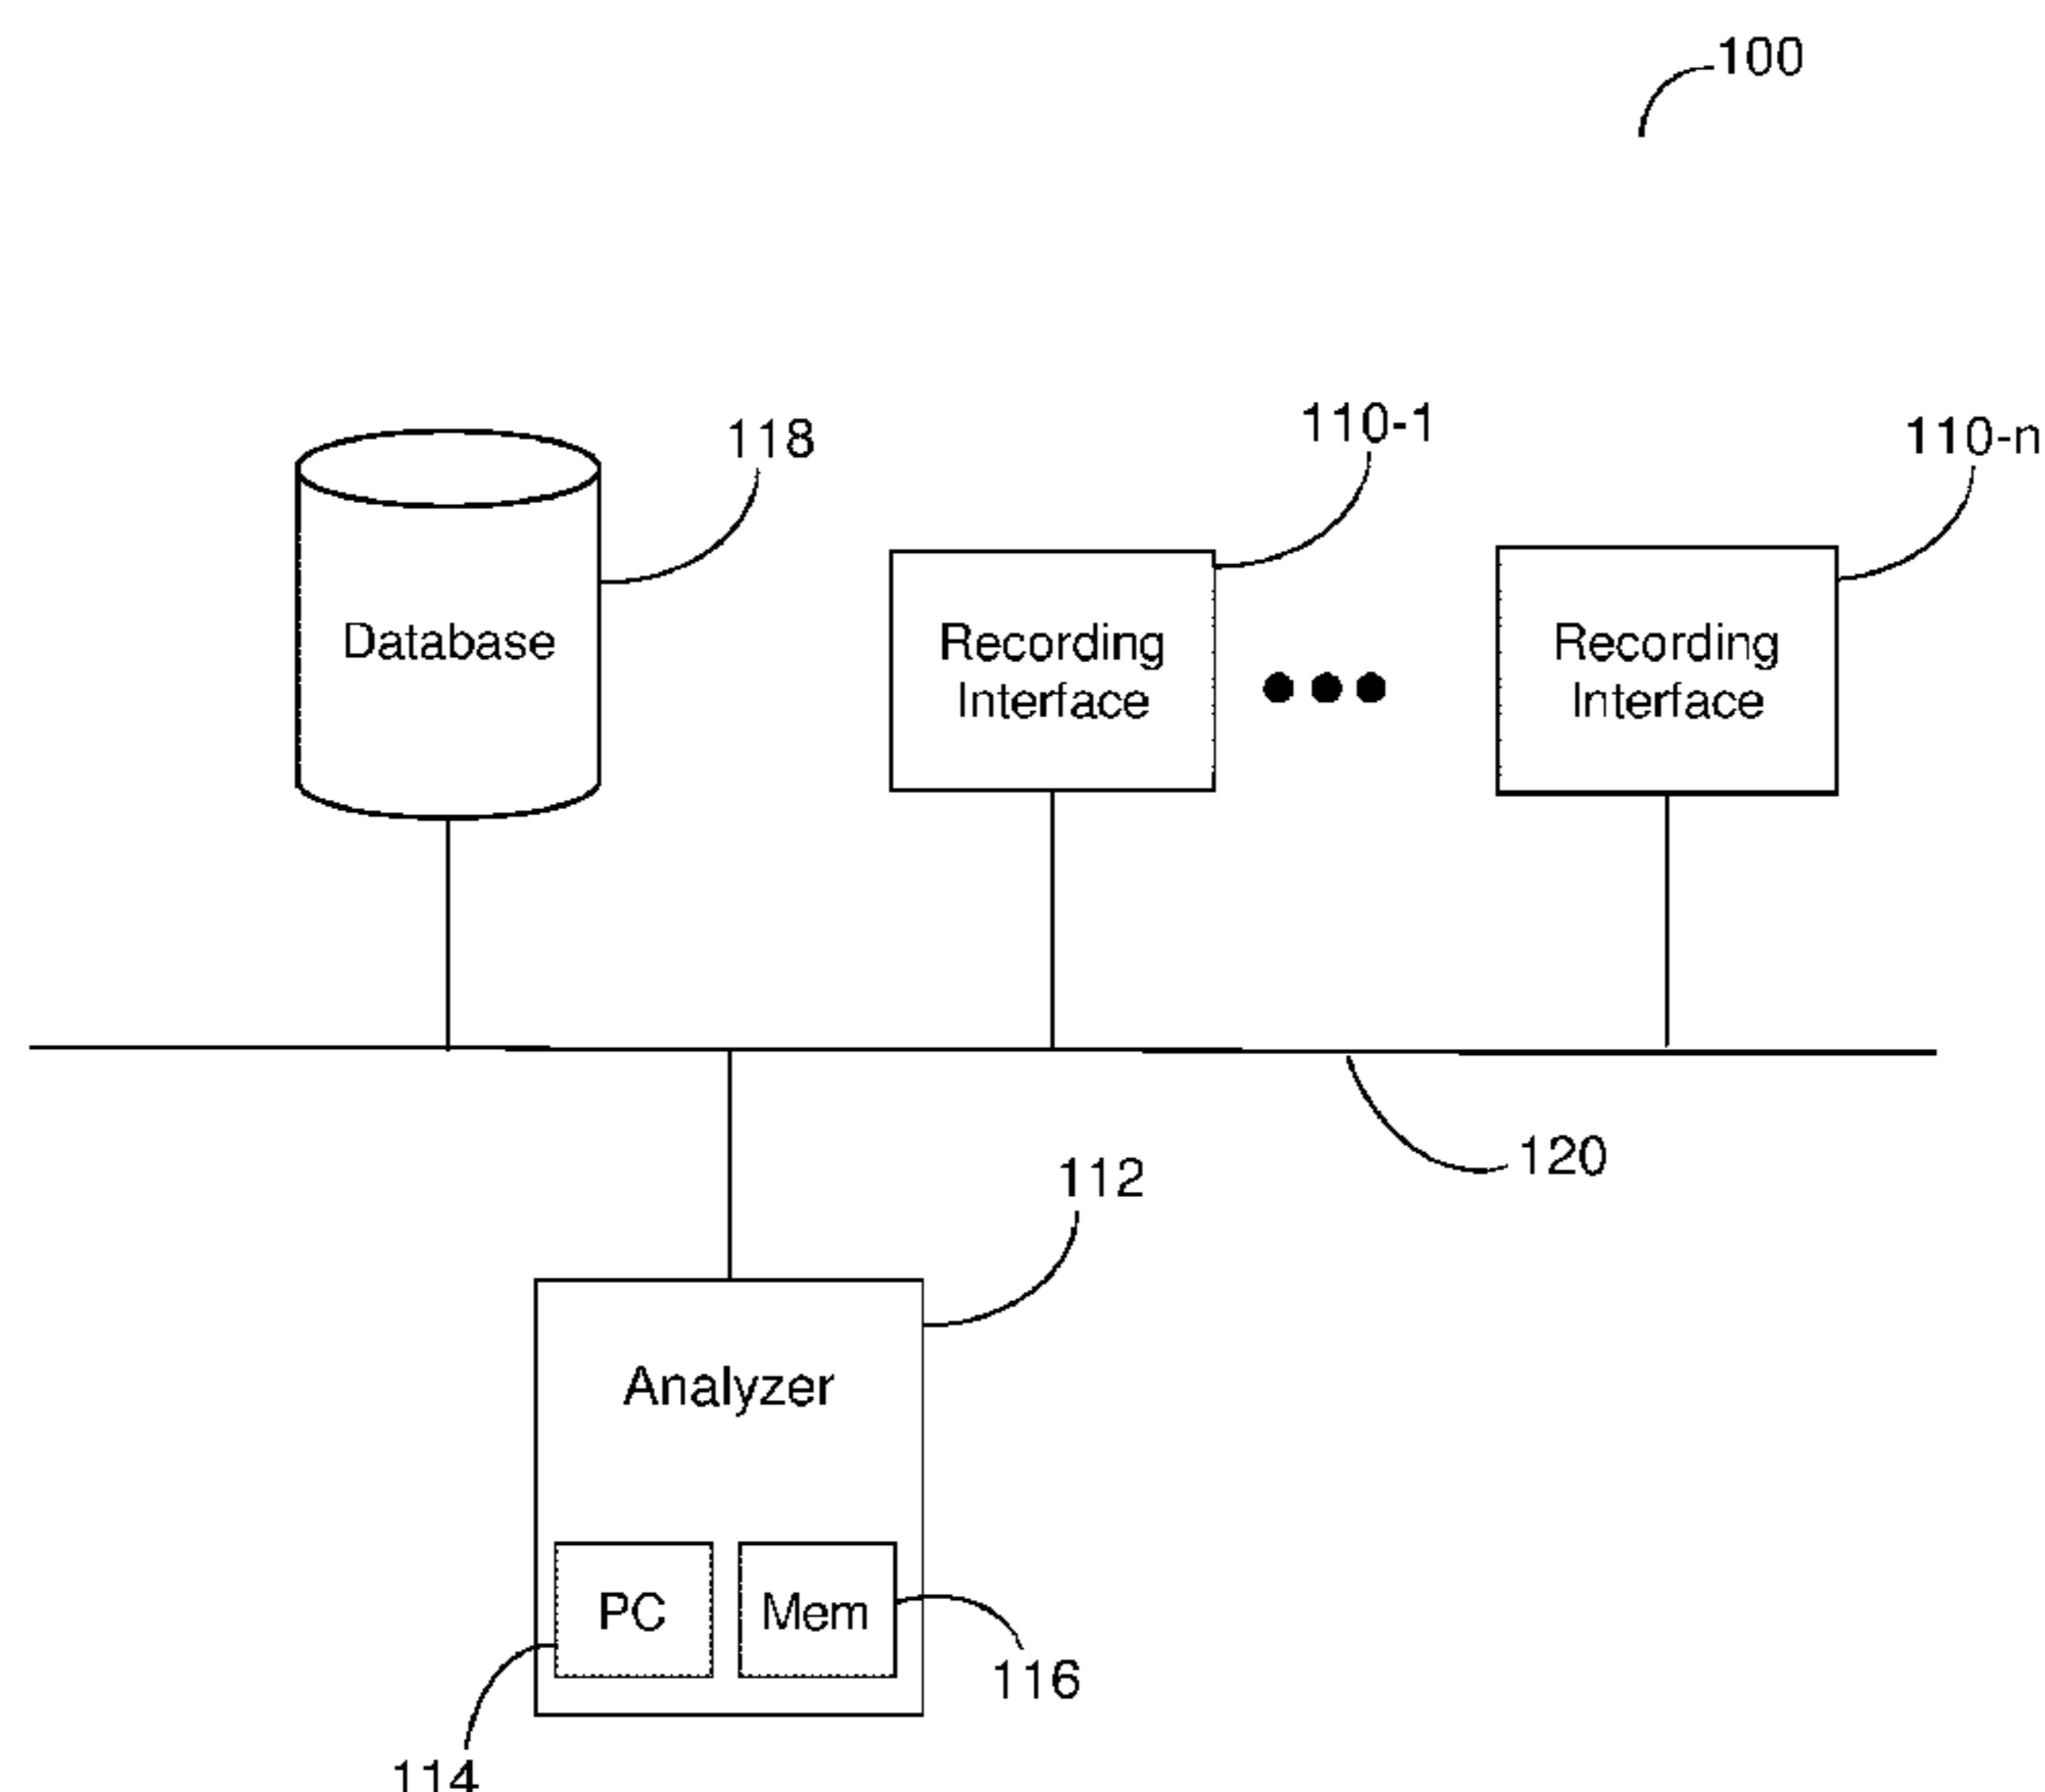 100
118
110-1
110-n
Database
Recording
Interface
Recording
Interface
120
112
Analyzer
PC
Mem
116
114